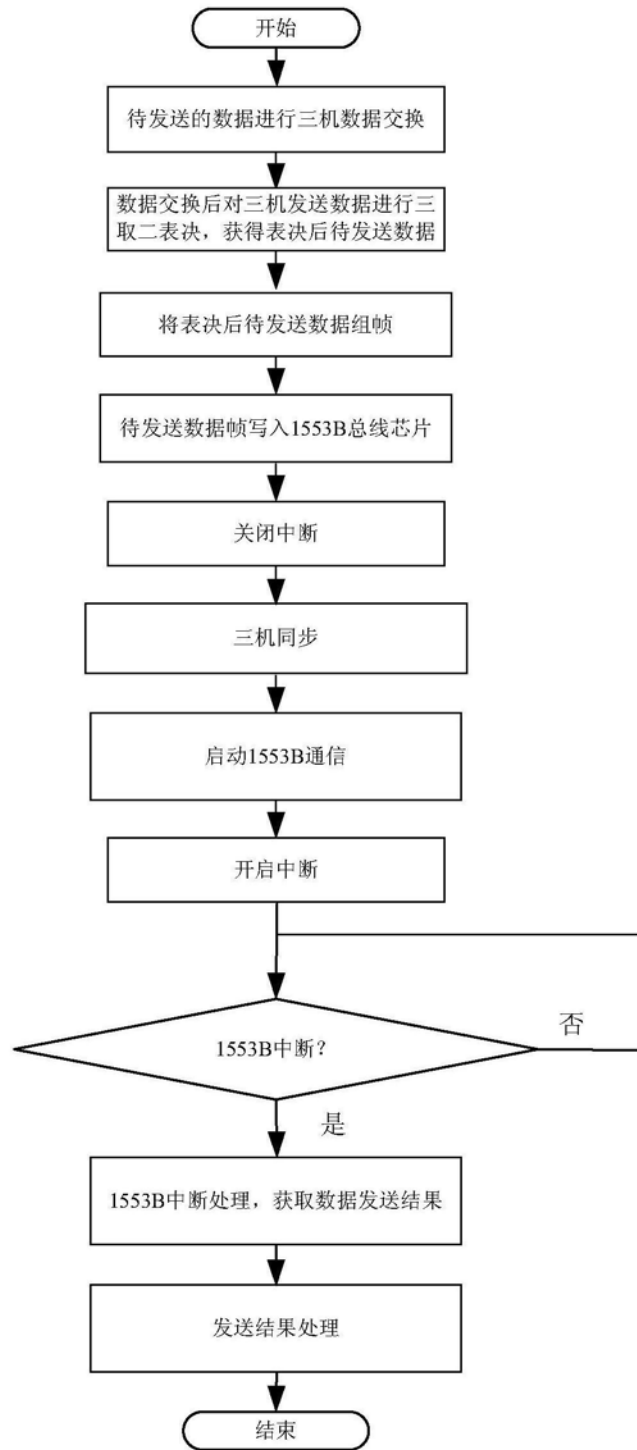 开始
待发送的数据进行三机数据交换
数据交换后对三机发送数据进行三
取二表决，获得表决后待发送数据
将表决后待发送数据组帧
待发送数据帧写入1553B总线芯片
关闭中断
三机同步
启动1553B通信
开启中断
1553B中断？
否
是
1553B中断处理，获取数据发送结果
发送结果处理
结束